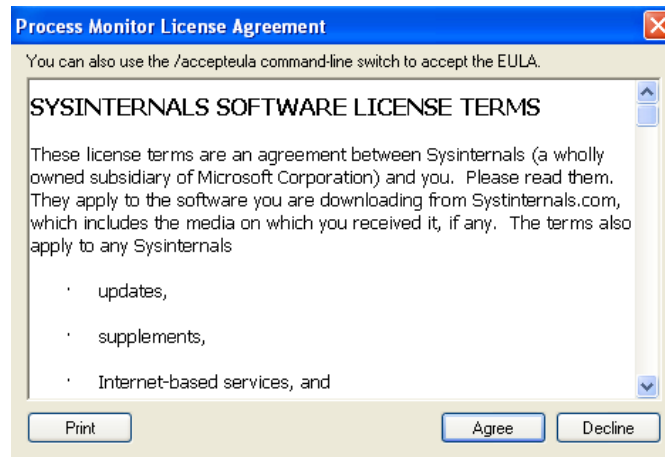 Process Monitor License Agreement
You can also use the /accepteula command-line switch to accept the EULA.
SYSINTERNALS SOFTWARE LICENSE TERMS
These license terms are an agreement between Sysinternals (a wholly
owned subsidiary of Microsoft Corporation) and you.  Please read them.
They apply to the software you are downloading from Systinternals.com,
which includes the media on which you received it, if any.  The terms also
apply to any Sysinternals
· updates,
· supplements,
· Internet-based services, and
Print Agree Decline